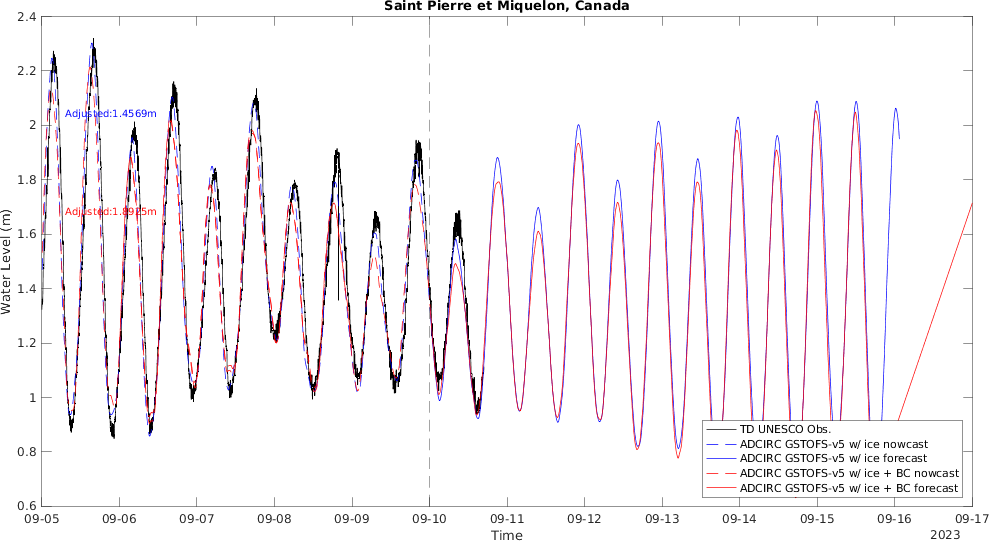 Saint Pierre et Miquelon, Canada
2.4
2.2
2
1.8
1.6
1.4
1.2
1
0.8
0.6
Water Level (m)
Adjusted:1.4569m
Adjusted:1.8925m
TD UNESCO Obs.
ADCIRC GSTOFS-v5 w/ ice nowcast
ADCIRC GSTOFS-v5 w/ ice forecast
ADCIRC GSTOFS-v5 w/ ice + BC nowcast
ADCIRC GSTOFS-v5 w/ ice + BC forecast
09-05 09-06 09-07 09-08 09-09 09-10 09-11 09-12 09-13 09-14 09-15 09-16 09-17
Time
2023